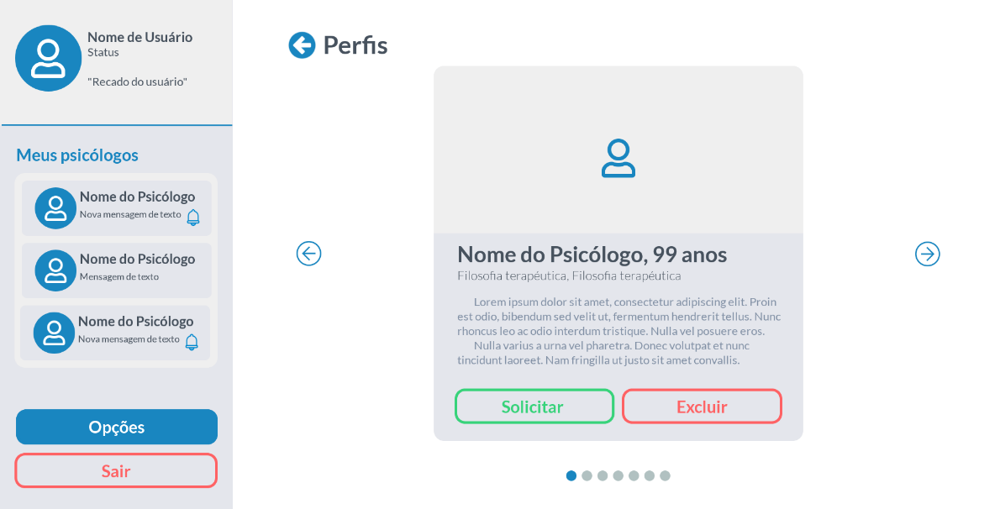 Nome de Usuário
Status
"Recado do usuário"
Meus psicólogos
Nome do Psicólogo
Nova mensagem de texto
Nome do Psicólogo
Mensagem de texto
Nome do Psicólogo
Nova mensagem de texto
Opções
Sair
Perfis
Nome do Psicólogo, 99 anos
Filosofia terapéutica, Filosofia terapéutica
Lorem ipsum dolor sit amet, consectetur adipiscing elit. Proin
est odio, bibendum sed velit ut, fermentum hendrerit tellus. Nunc
rhoncus leo ac odio interdum tristique. Nulla vel posuere eros.
Nulla varius a urna vel pharetra. Donec volutpat et nunc
tincidunt laoreet. Nam fringilla ut justo sit amet convallis.
Solicitar
Excluir